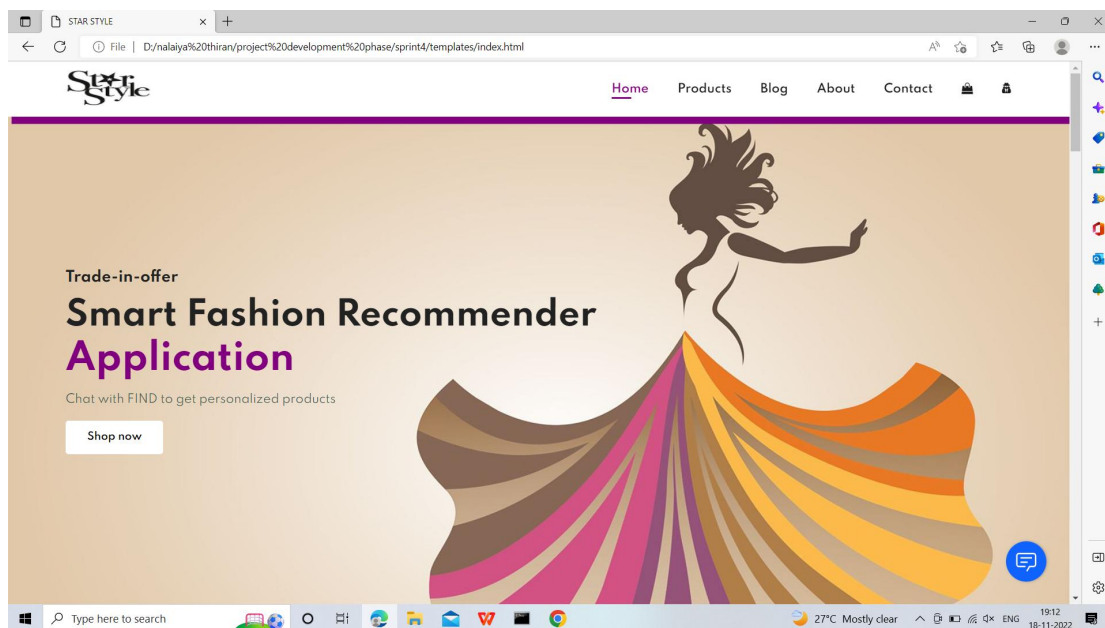 STAR STYLE
File | D:/nalaiya%20thiran/project%20development%20phase/sprint4/templates/index.html
Star
Style
Home Products Blog About Contact
Trade-in-offer
Smart Fashion Recommender
Application
Chat with FIND to get personalized products
Shop now
Type here to search
27°C Mostly clear
ENG
19:12
18-11-2022